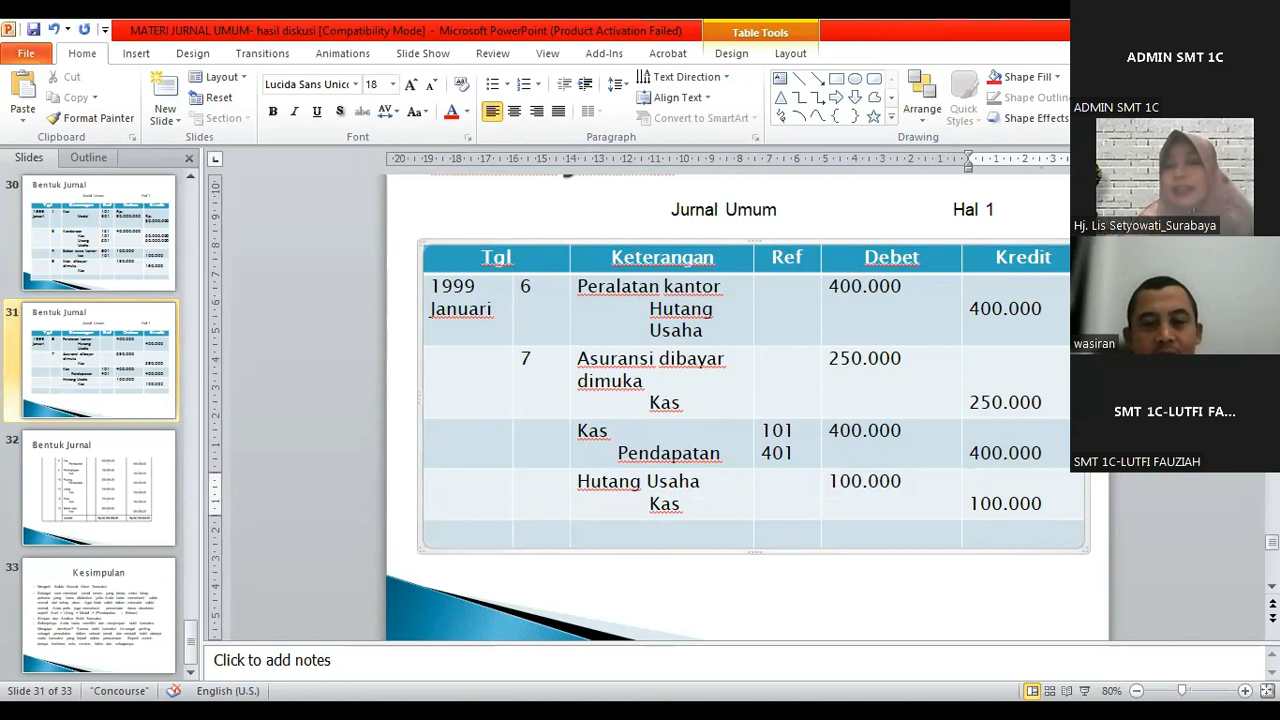 MATERI JURNAL UMUM- hasil diskusi [Compatibility Mode] - Microsoft PowerPoint (Product Activation Failed)
Table Tools
File Home Insert Design Transitions Animations Slide Show Review View Add-Ins Acrobat Design Layout
Paste
Cut
Copy
Format Painter
Clipboard
New Slide
Layout
Reset
Section
Slides
Lucida Sans Unic 18
Font
Text Direction
Align Text
Convert to SmartArt
Paragraph
Arrange
Quick Styles
Shape Fill
Shape Outlin
Shape Effects
Drawing
Slides Outline
30
Bentuk Jurnal
31
Bentuk Jurnal
32
Bentuk Jurnal
33
Kesimpulan
Jurnal Umum Hal 1
Tgl Keterangan Ref Debet Kredit
1999 6 Peralatan kantor 400.000
Januari Hutang 400.000
Usaha
7 Asuransi dibayar 250.000
dimuka
Kas 250.000
Kas 101 400.000
Pendapatan 401 400.000
Hutang Usaha 100.000
Kas 100.000
Click to add notes
Slide 31 of 33 "Concourse" English (U.S.) 80%
ADMIN SMT 1C
ADMIN SMT 1C
Hj. Lis Setyowati_Surabaya
wasiran
SMT 1C-LUTFI FA...
SMT 1C-LUTFI FAUZIAH